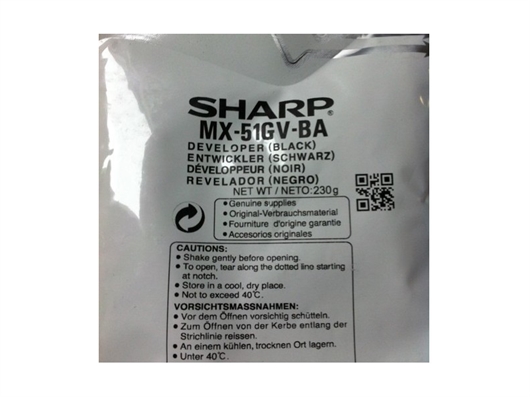 SHARP®
MX-51GV-BA
DEVELOPER (BLACK)
ENTWICKLER (SCHWARZ)
DÉVELOPPEUR (NOIR)
REVELADOR (NEGRO)
NET WT / NETO: 230g
• Genuine supplies
• Original-Verbrauchsmaterial
• Fourniture d'origine garantie
• Accesorios originales
CAUTIONS:
• Shake gently before opening.
• To open, tear along the dotted line starting
at notch.
• Store in a cool, dry place.
• Not to exceed 40℃.
VORSICHTSMASSNAHMEN:
• Vor dem Öffnen vorsichtig schütteln.
• Zum Öffnen von der Kerbe entlang der
Strichlinie reissen.
• An einem kühlen, trocknen Ort lagern.
• Unter 40℃.